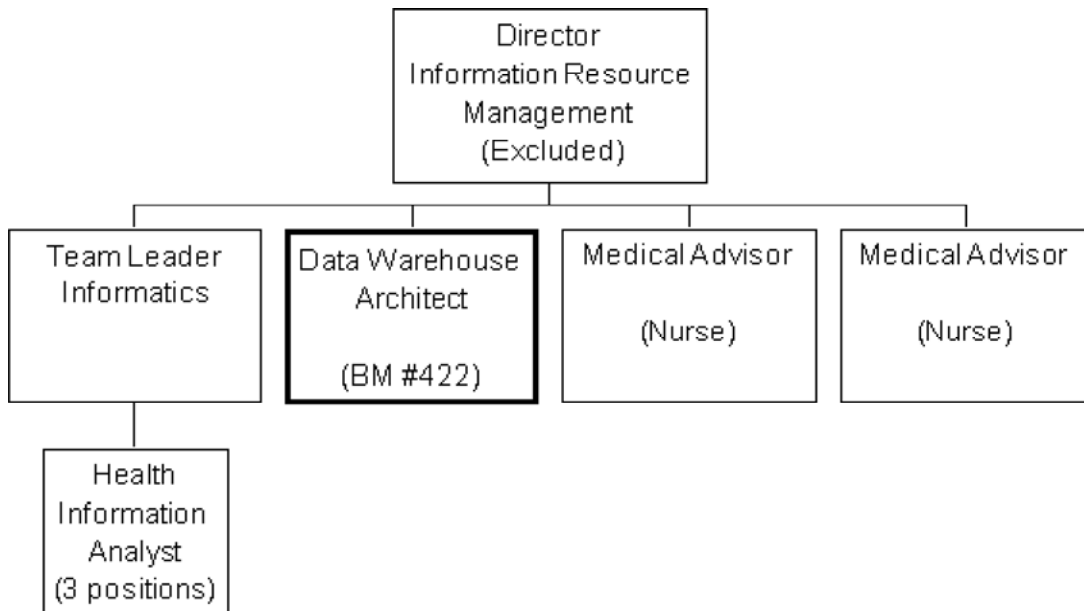 Director
Information Resource
Management
(Excluded)
Team Leader
Informatics
Data Warehouse
Architect
(BM #422)
Medical Advisor
(Nurse)
Medical Advisor
(Nurse)
Health
Information
Analyst
(3 positions)